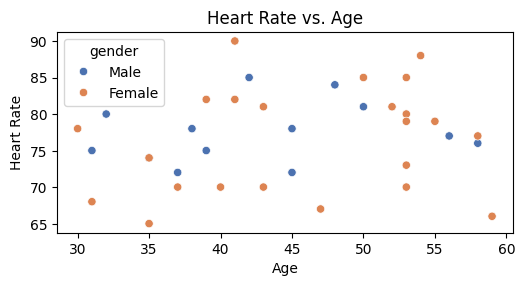 Heart Rate vs. Age
gender
Male
Female
Heart Rate
90
85
80
75
70
65
30 35 40 45 50 55 60
Age